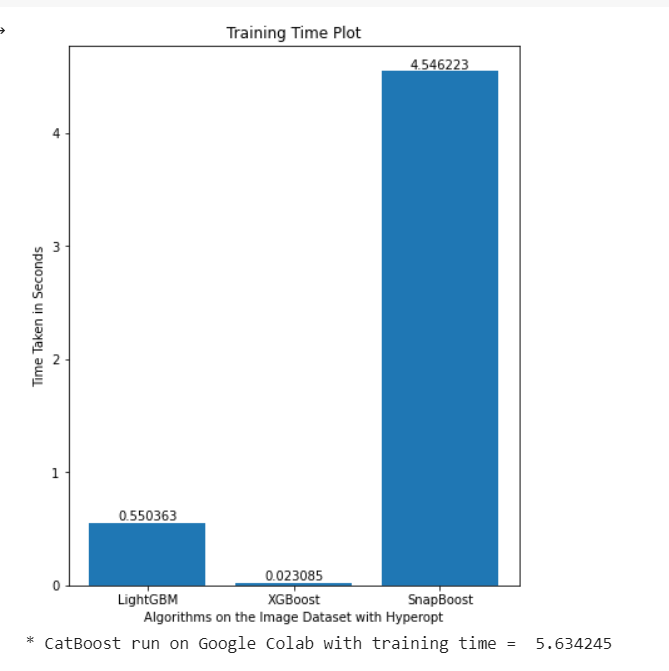 Training Time Plot
4.546223
4
3
2
1
0
Time Taken in Seconds
0.550363
0.023085
LightGBM XGBoost SnapBoost
Algorithms on the Image Dataset with Hyperopt
* CatBoost run on Google Colab with training time = 5.634245